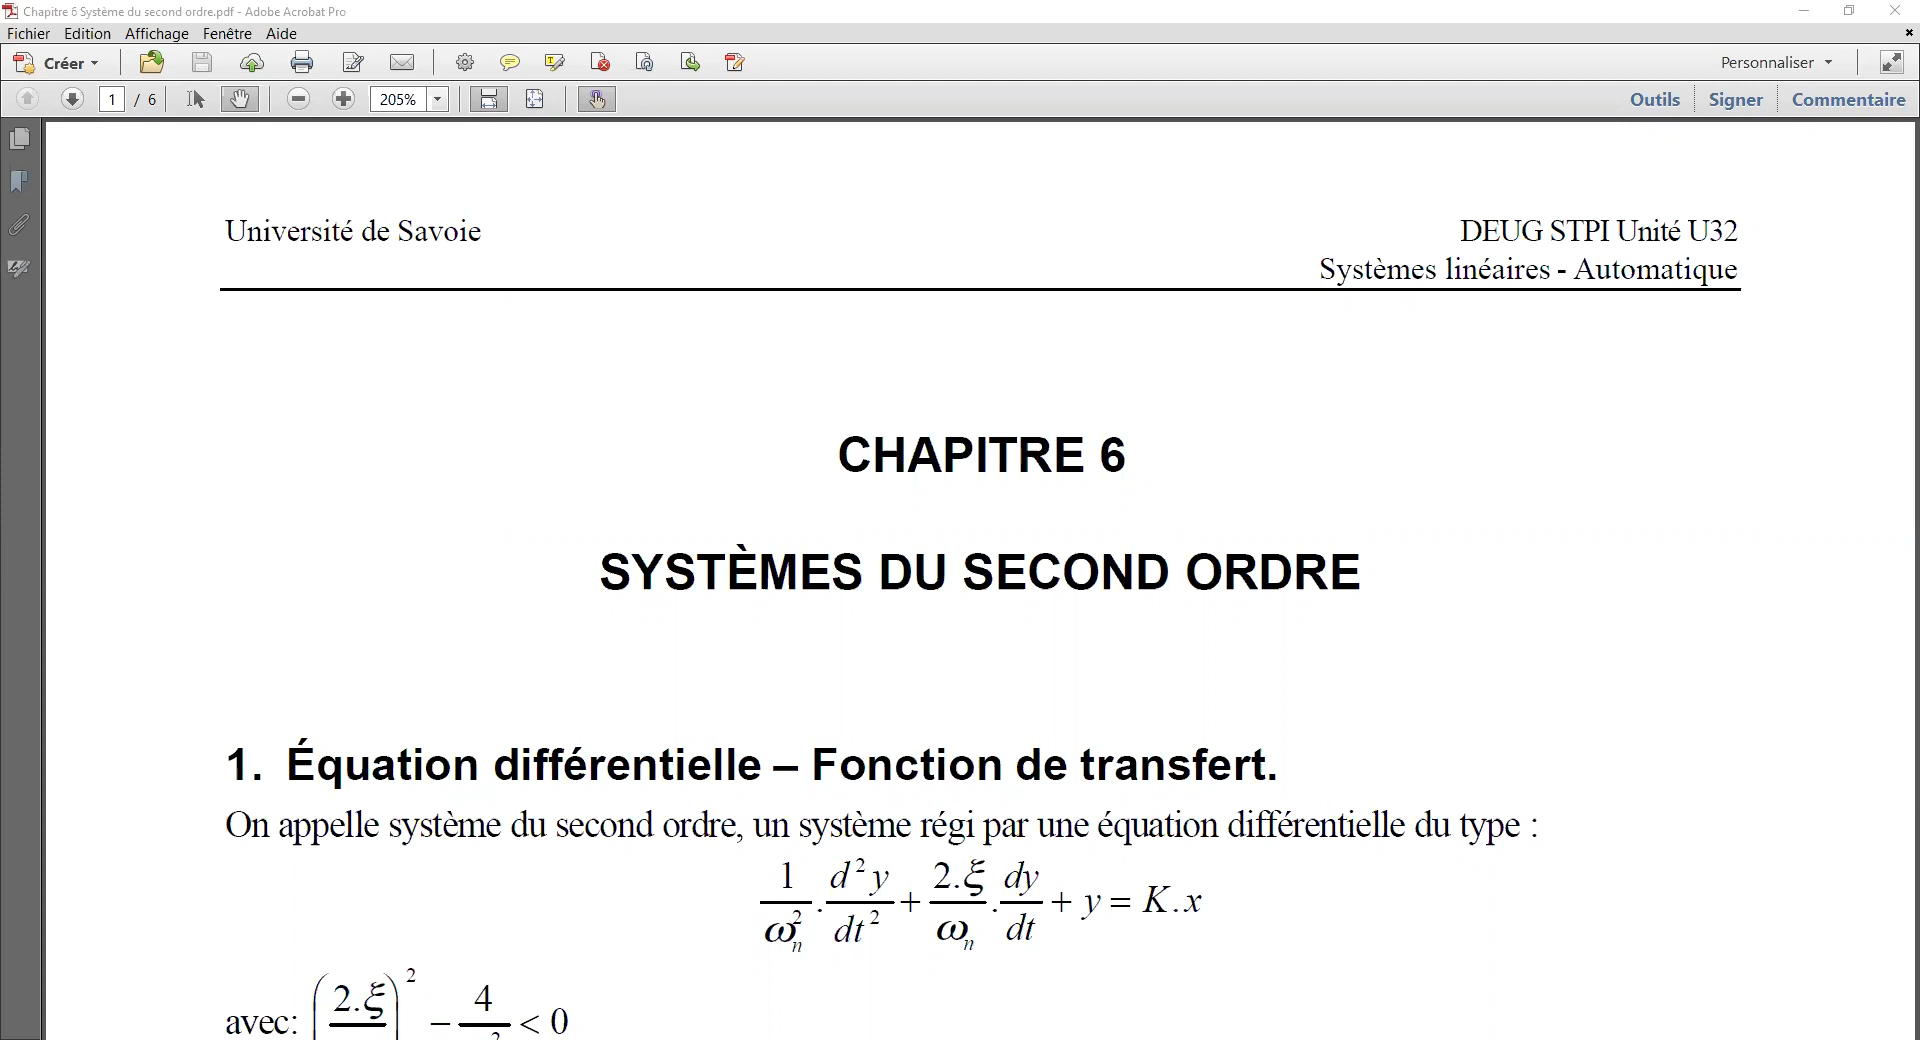 Chapitre 6 Système du second ordre.pdf - Adobe Acrobat Pro
Fichier Edition Affichage Fenêtre Aide
Créer
Personnaliser
1 / 6 205% Outils Signer Commentaire
Université de Savoie DEUG STPI Unité U32
Systèmes linéaires - Automatique
CHAPITRE 6
SYSTÈMES DU SECOND ORDRE
1. Équation différentielle – Fonction de transfert.
On appelle système du second ordre, un système régi par une équation différentielle du type :
1/ωₙ² . d²y/dt² + 2.ξ/ωₙ . dy/dt + y = K.x
avec: (2.ξ)² − 4 < 0